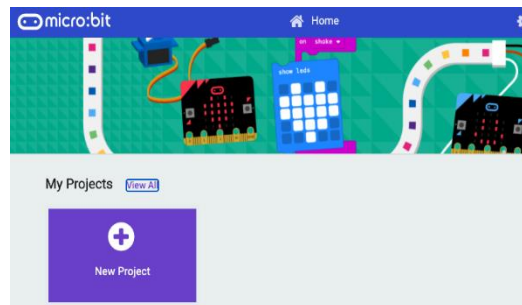 micro:bit Home
on shake
show leds
My Projects View All
New Project